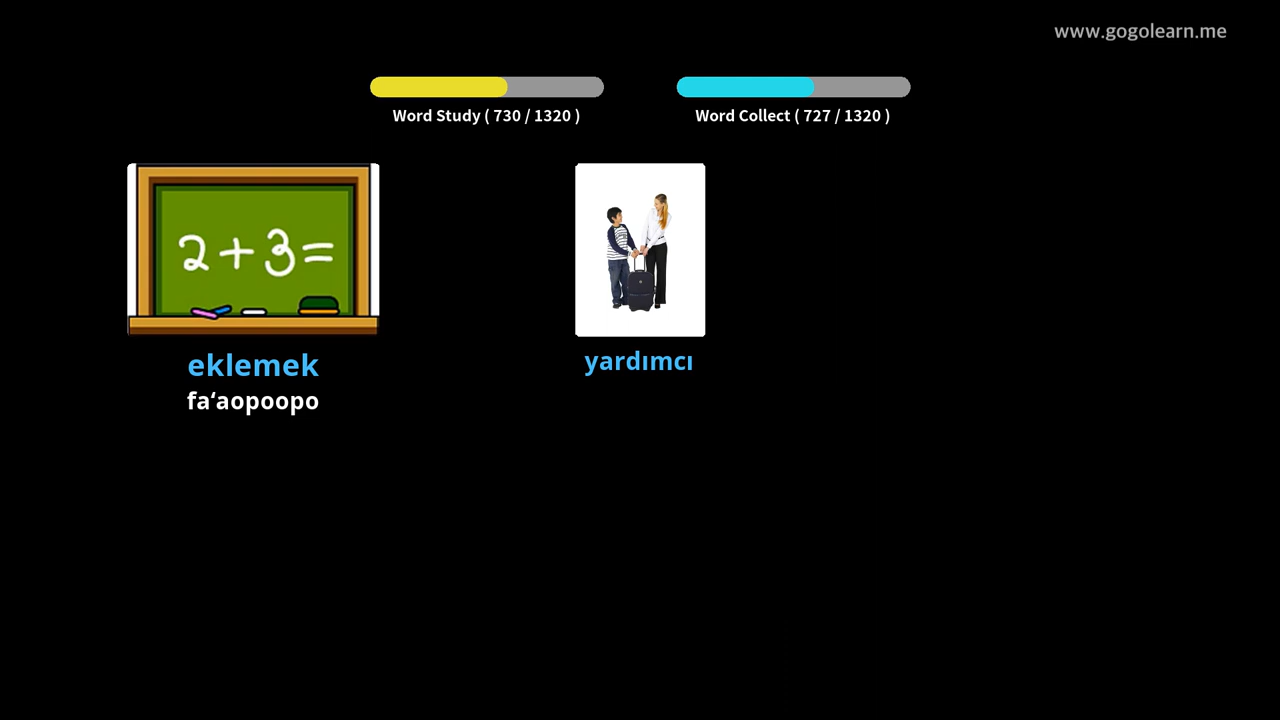 www.gogolearn.me
Word Study ( 730 / 1320 )
Word Collect ( 727 / 1320 )
2+3=
eklemek
fa‘aopoopo
yardımcı